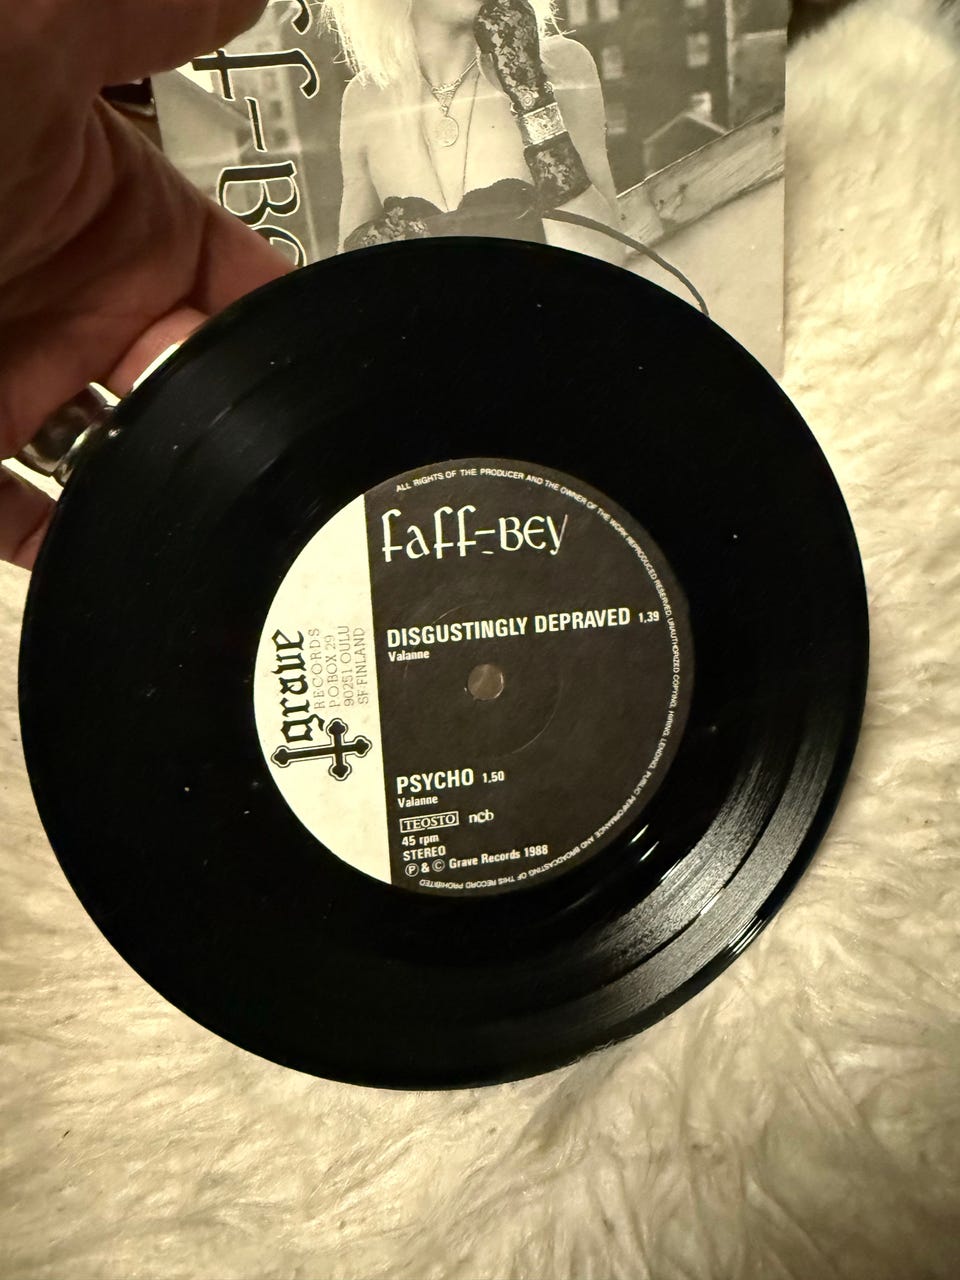 ff-Be
ALL RIGHTS OF THE PRODUCER AND THE OWNER OF THE WORK REPRODUCED RESERVED. UNAUTHORIZED COPYING, HIRING, LENDING, PUBLIC PERFORMANCE AND BROADCASTING OF THIS RECORD PROHIBITED
faff-BEY
DISGUSTINGLY DEPRAVED 1,39
Valanne
grave
RECORDS
P.O BOX 29
90251 OULU
SF. FINLAND
PSYCHO 1,50
Valanne
TEOSTO ncb
45 rpm
STEREO
Ⓟ & © Grave Records 1988